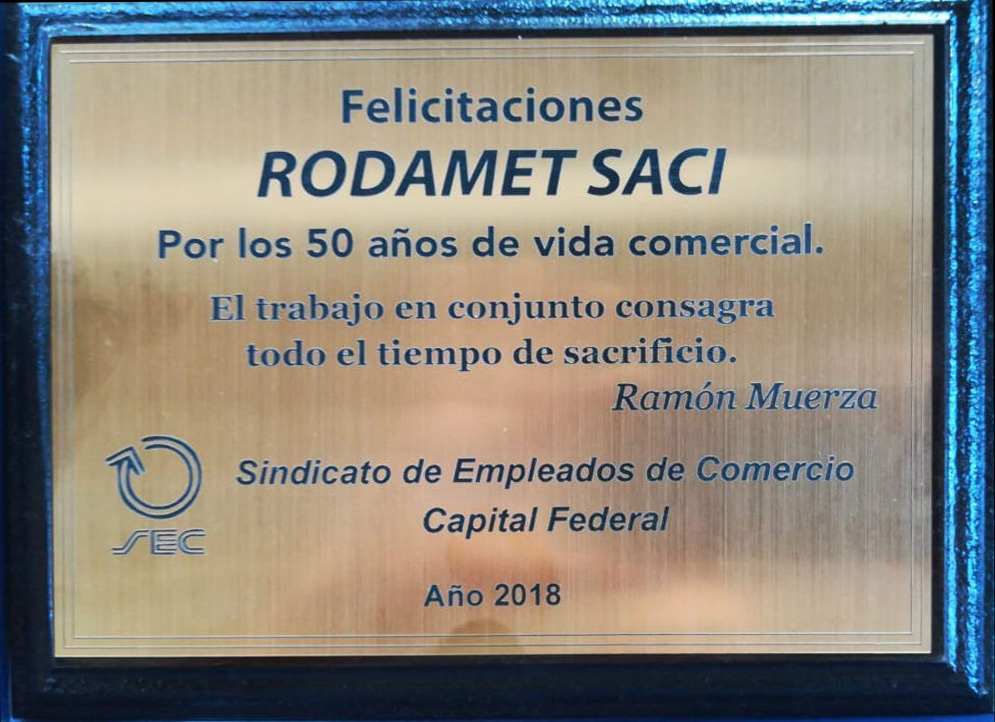 Felicitaciones
RODAMET SACI
Por los 50 años de vida comercial.
El trabajo en conjunto consagra
todo el tiempo de sacrificio.
Ramón Muerza
Sindicato de Empleados de Comercio
Capital Federal
SEC
Año 2018